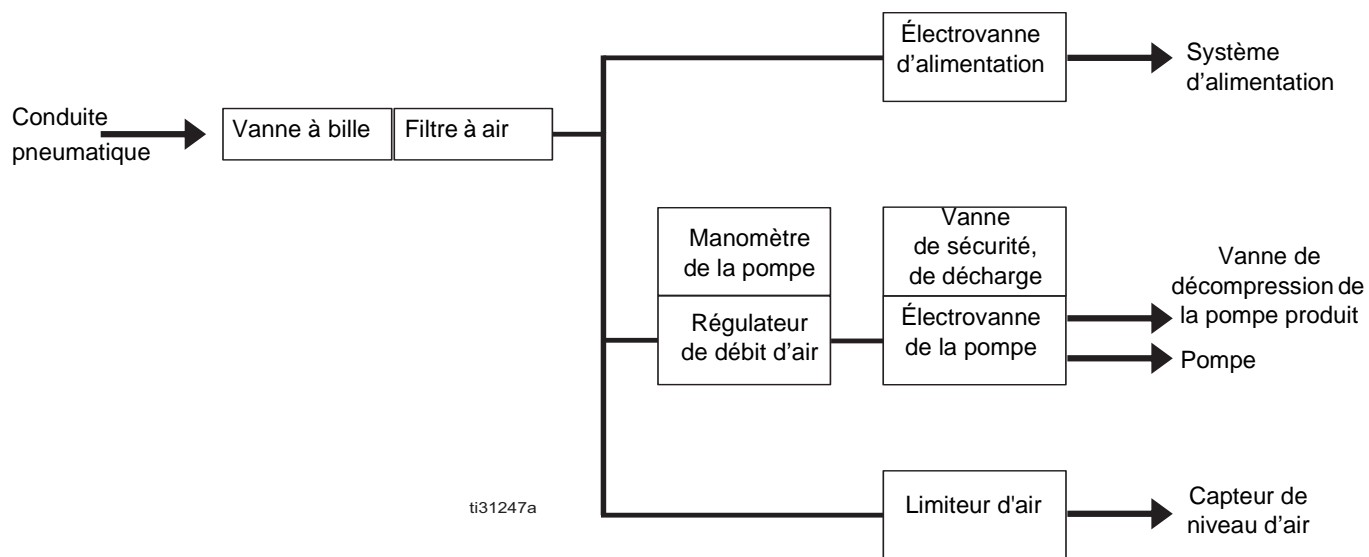 Électrovanne
d'alimentation
Système
d'alimentation
Conduite
pneumatique
Vanne à bille
Filtre à air
Manomètre
de la pompe
Vanne
de sécurité,
de décharge
Régulateur
de débit d'air
Électrovanne
de la pompe
Vanne de
décompression de
la pompe produit
Pompe
ti31247a
Limiteur d'air
Capteur de
niveau d'air